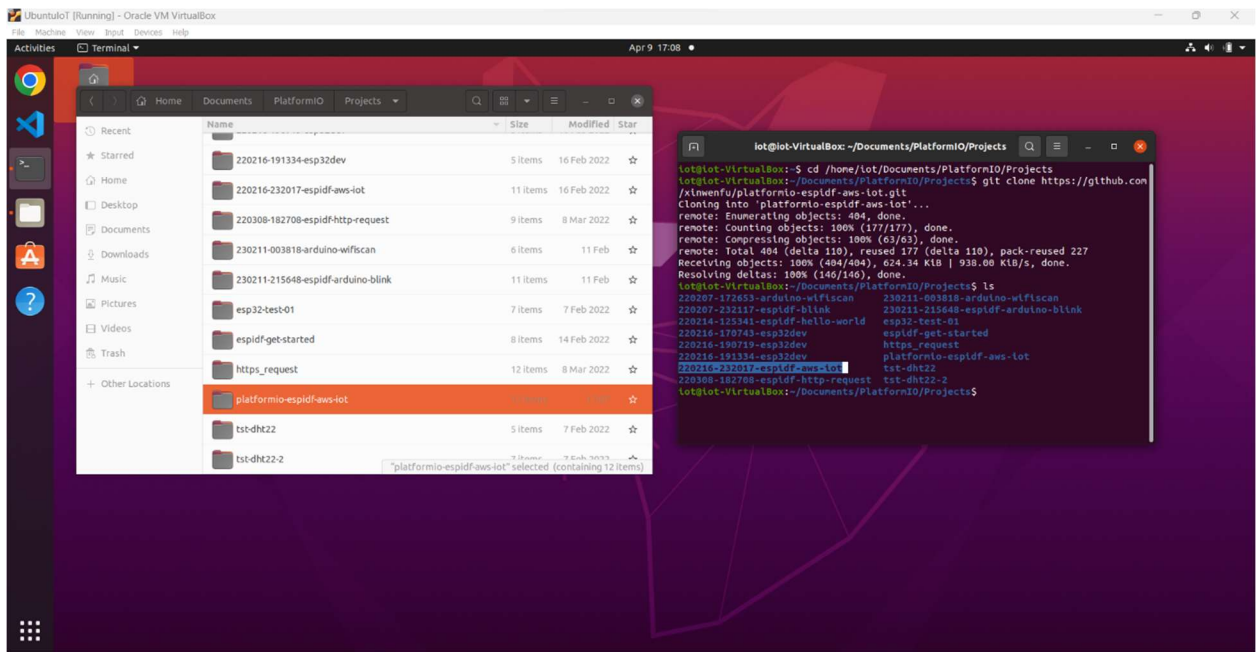 UbuntuIoT [Running] - Oracle VM VirtualBox
File Machine View Input Devices Help
Activities Terminal Apr 9 17:08
Home Documents PlatformIO Projects
Recent
Starred
Home
Desktop
Documents
Downloads
Music
Pictures
Videos
Trash
+ Other Locations
Name Size Modified Star
220216-191334-esp32dev 5 items 16 Feb 2022
220216-232017-espidf-aws-iot 11 items 16 Feb 2022
220308-182708-espidf-http-request 9 items 8 Mar 2022
230211-003818-arduino-wifiscan 6 items 11 Feb
230211-215648-espidf-arduino-blink 11 items 11 Feb
esp32-test-01 7 items 7 Feb 2022
espidf-get-started 8 items 14 Feb 2022
https_request 12 items 8 Mar 2022
platformio-espidf-aws-iot
tst-dht22 5 items 7 Feb 2022
tst-dht22-2 7 items 7 Feb 2022
"platformio-espidf-aws-iot" selected (containing 12 items)
iot@iot-VirtualBox: ~/Documents/PlatformIO/Projects
iot@iot-VirtualBox:~$ cd /home/iot/Documents/PlatformIO/Projects
iot@iot-VirtualBox:~/Documents/PlatformIO/Projects$ git clone https://github.com
/xinwenfu/platformio-espidf-aws-iot.git
Cloning into 'platformio-espidf-aws-iot'...
remote: Enumerating objects: 404, done.
remote: Counting objects: 100% (177/177), done.
remote: Compressing objects: 100% (63/63), done.
remote: Total 404 (delta 110), reused 177 (delta 110), pack-reused 227
Receiving objects: 100% (404/404), 624.34 KiB | 938.00 KiB/s, done.
Resolving deltas: 100% (146/146), done.
iot@iot-VirtualBox:~/Documents/PlatformIO/Projects$ ls
220207-172653-arduino-wifiscan 230211-003818-arduino-wifiscan
220207-232117-espidf-blink 230211-215648-espidf-arduino-blink
220214-125341-espidf-hello-world esp32-test-01
220216-170743-esp32dev espidf-get-started
220216-190719-esp32dev https_request
220216-191334-esp32dev platformio-espidf-aws-iot
220216-232017-espidf-aws-iot tst-dht22
220308-182708-espidf-http-request tst-dht22-2
iot@iot-VirtualBox:~/Documents/PlatformIO/Projects$